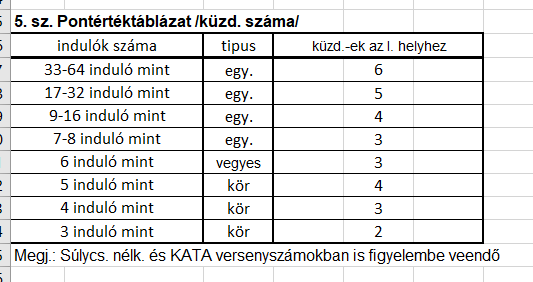 5. sz. Pontértéktáblázat /küzd. száma/
indulók száma tipus küzd.-ek az I. helyhez
33-64 induló mint egy. 6
17-32 induló mint egy. 5
9-16 induló mint egy. 4
7-8 induló mint egy. 3
6 induló mint vegyes 3
5 induló mint kör 4
4 induló mint kör 3
3 induló mint kör 2
Megj.: Súlycs. nélk. és KATA versenyszámokban is figyelembe veendő